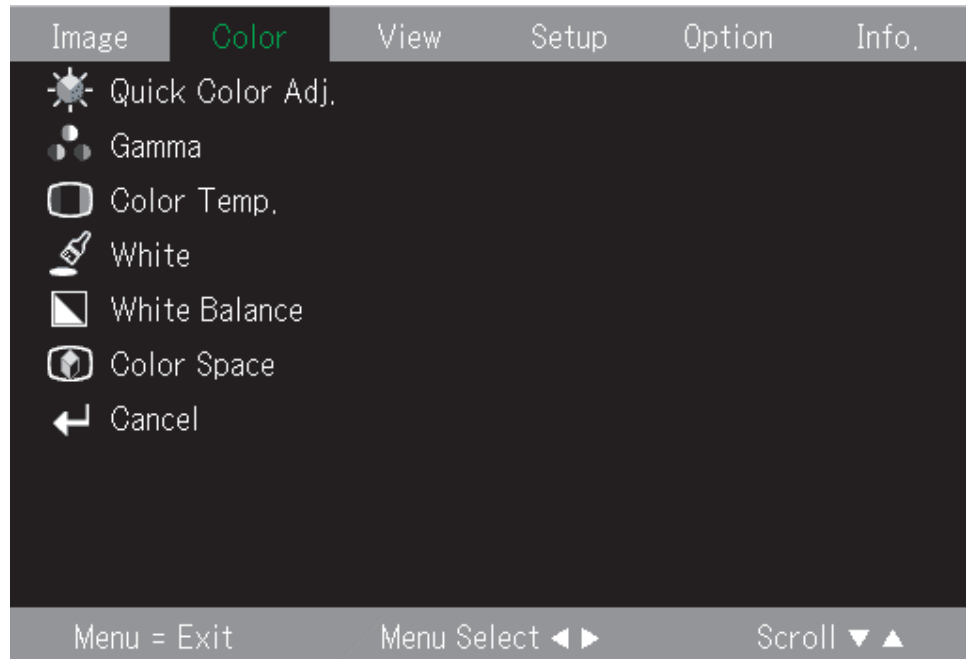 Image Color View Setup Option Info.
Quick Color Adj.
Gamma
Color Temp.
White
White Balance
Color Space
Cancel
Menu = Exit Menu Select ◀ ▶ Scroll ▼ ▲